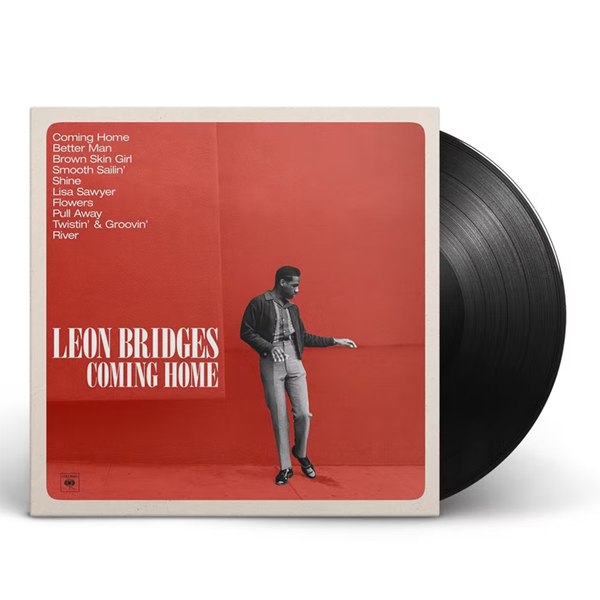 Coming Home
Better Man
Brown Skin Girl
Smooth Sailin'
Shine
Lisa Sawyer
Flowers
Pull Away
Twistin' & Groovin'
River
LEON BRIDGES
COMING HOME